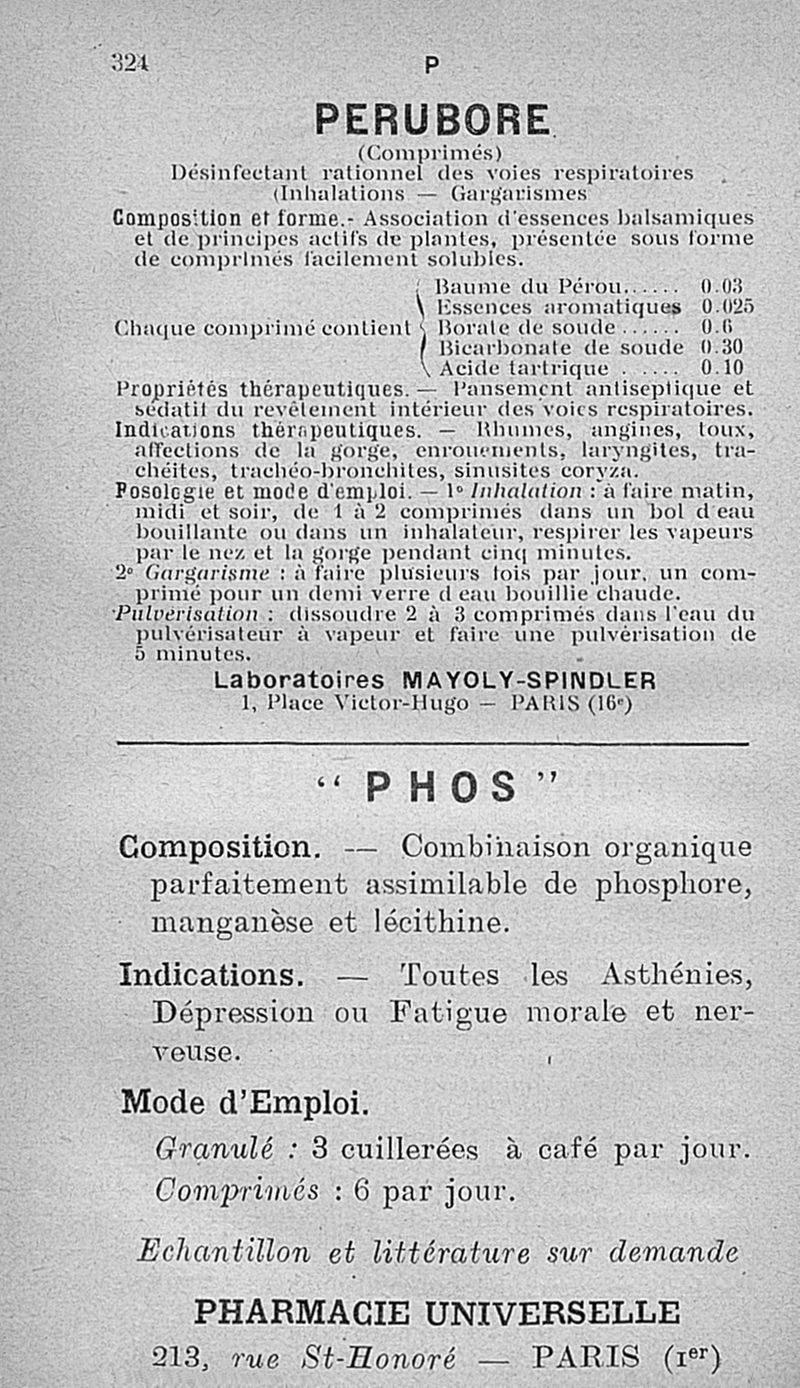 324
P
PERUBORE
(Comprimés)
Désinfectant rationnel des voies respiratoires
(Inhalations — Gargarismes
Composition et forme.- Association d'essences balsamiques
et de principes actifs de plantes, présentée sous forme
de comprimés facilement solubles.
Baume du Pérou...... 0.03
Essences aromatiques 0.025
Chaque comprimé contient Borate de soude...... 0.6
Bicarbonate de soude 0.30
Acide tartrique . ..... 0.10
Propriétés thérapeutiques. — Pansement antiseptique et
sédatif du revêtement intérieur des voies respiratoires.
Indications thérapeutiques. — Rhumes, angines, toux,
affections de la gorge, enrouements, laryngites, tra-
chéites, trachéo-bronchites, sinusites coryza.
Posologie et mode d'emploi. — 1° Inhalation : à faire matin,
midi et soir, de 1 à 2 comprimés dans un bol d'eau
bouillante ou dans un inhalateur, respirer les vapeurs
par le nez et la gorge pendant cinq minutes.
2° Gargarisme : à faire plusieurs fois par jour, un com-
primé pour un demi verre d'eau bouillie chaude.
Pulvérisation : dissoudre 2 à 3 comprimés dans l'eau du
pulvérisateur à vapeur et faire une pulvérisation de
5 minutes.
Laboratoires MAYOLY-SPINDLER
1, Place Victor-Hugo — PARIS (16e)
“ PHOS ”
Composition. — Combinaison organique
parfaitement assimilable de phosphore,
manganèse et lécithine.
Indications. — Toutes les Asthénies,
Dépression ou Fatigue morale et ner-
veuse.
Mode d'Emploi.
Granulé : 3 cuillerées à café par jour.
Comprimés : 6 par jour.
Echantillon et littérature sur demande
PHARMACIE UNIVERSELLE
213, rue St-Honoré — PARIS (Ier)